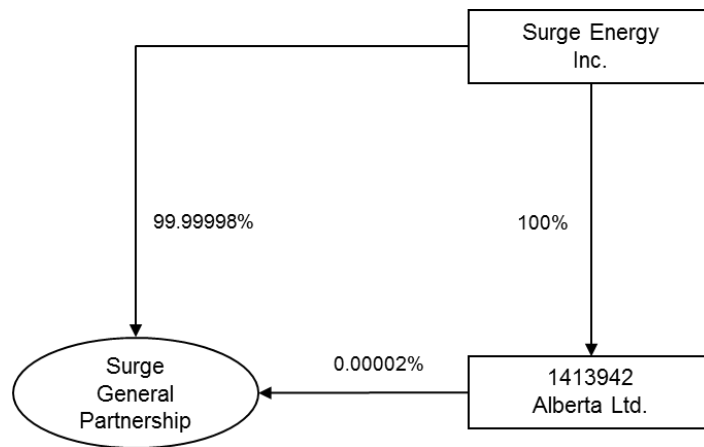 Surge Energy
Inc.
99.99998%
100%
0.00002%
Surge
General
Partnership
1413942
Alberta Ltd.